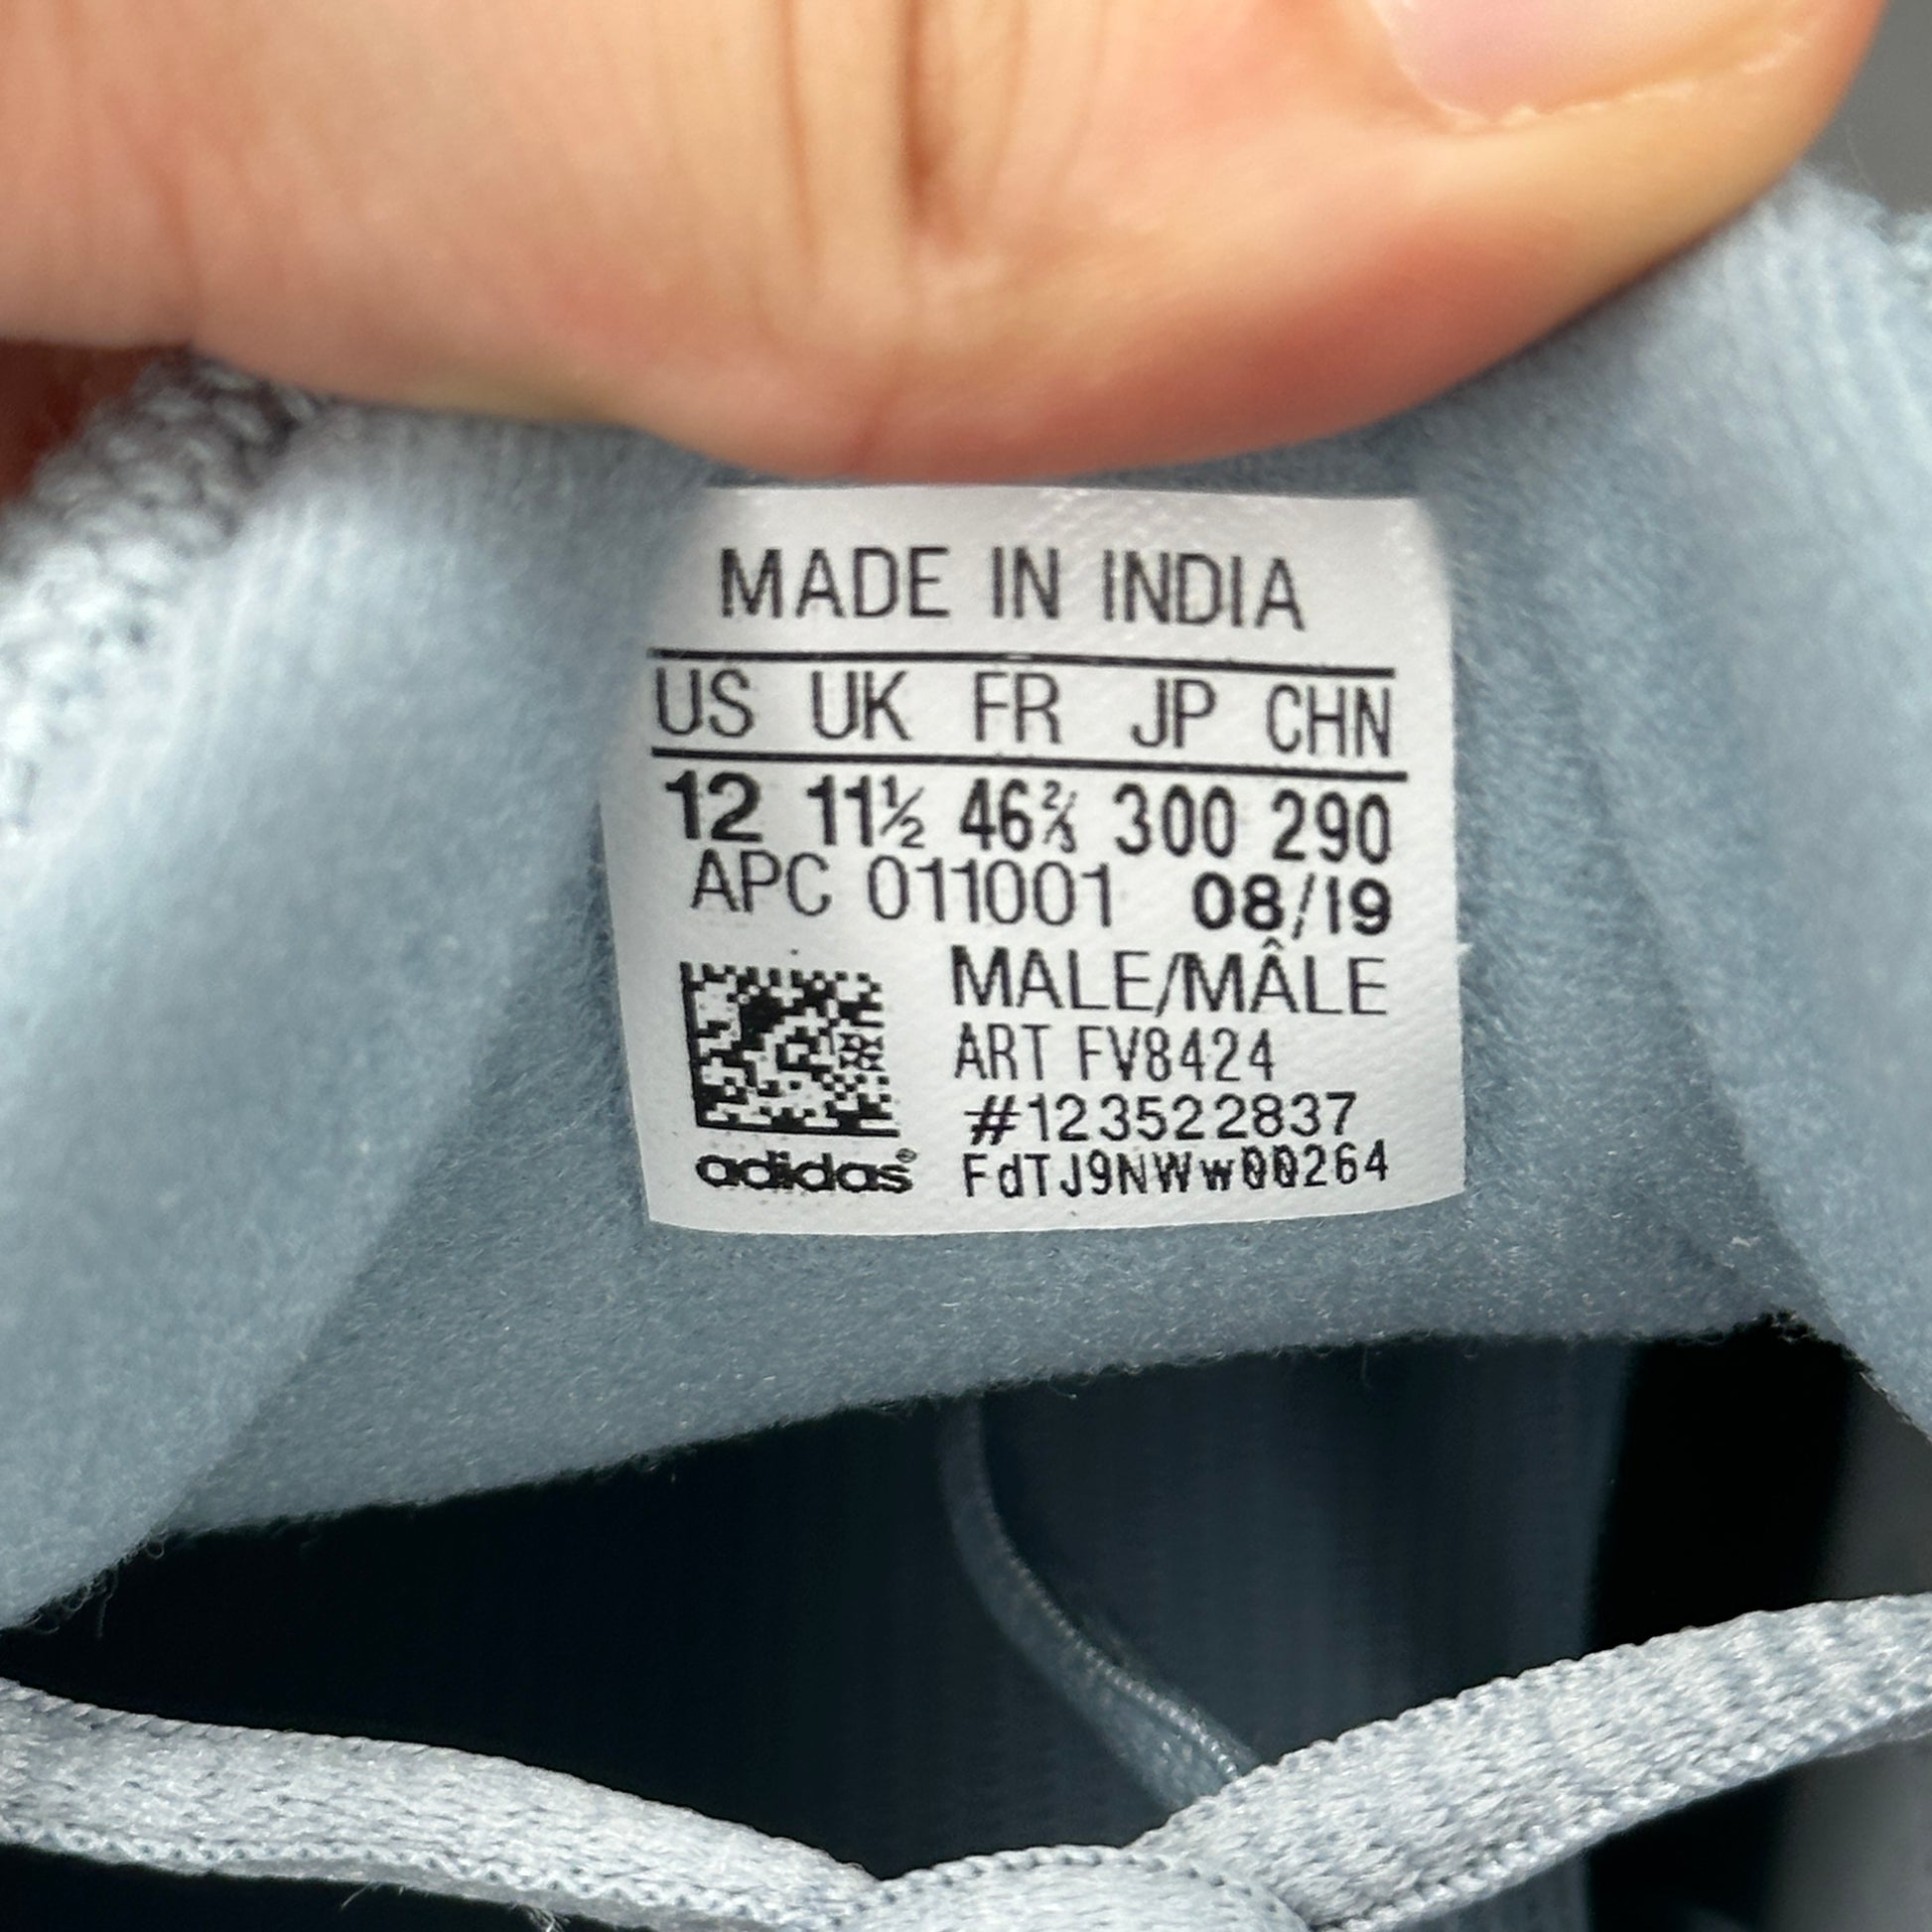 MADE IN INDIA
US UK FR JP CHN
12 11½ 46⅔ 300 290
APC 011001 08/19
MALE/MÂLE
ART FV8424
#123522837
adidas® FdTJ9NWw00264